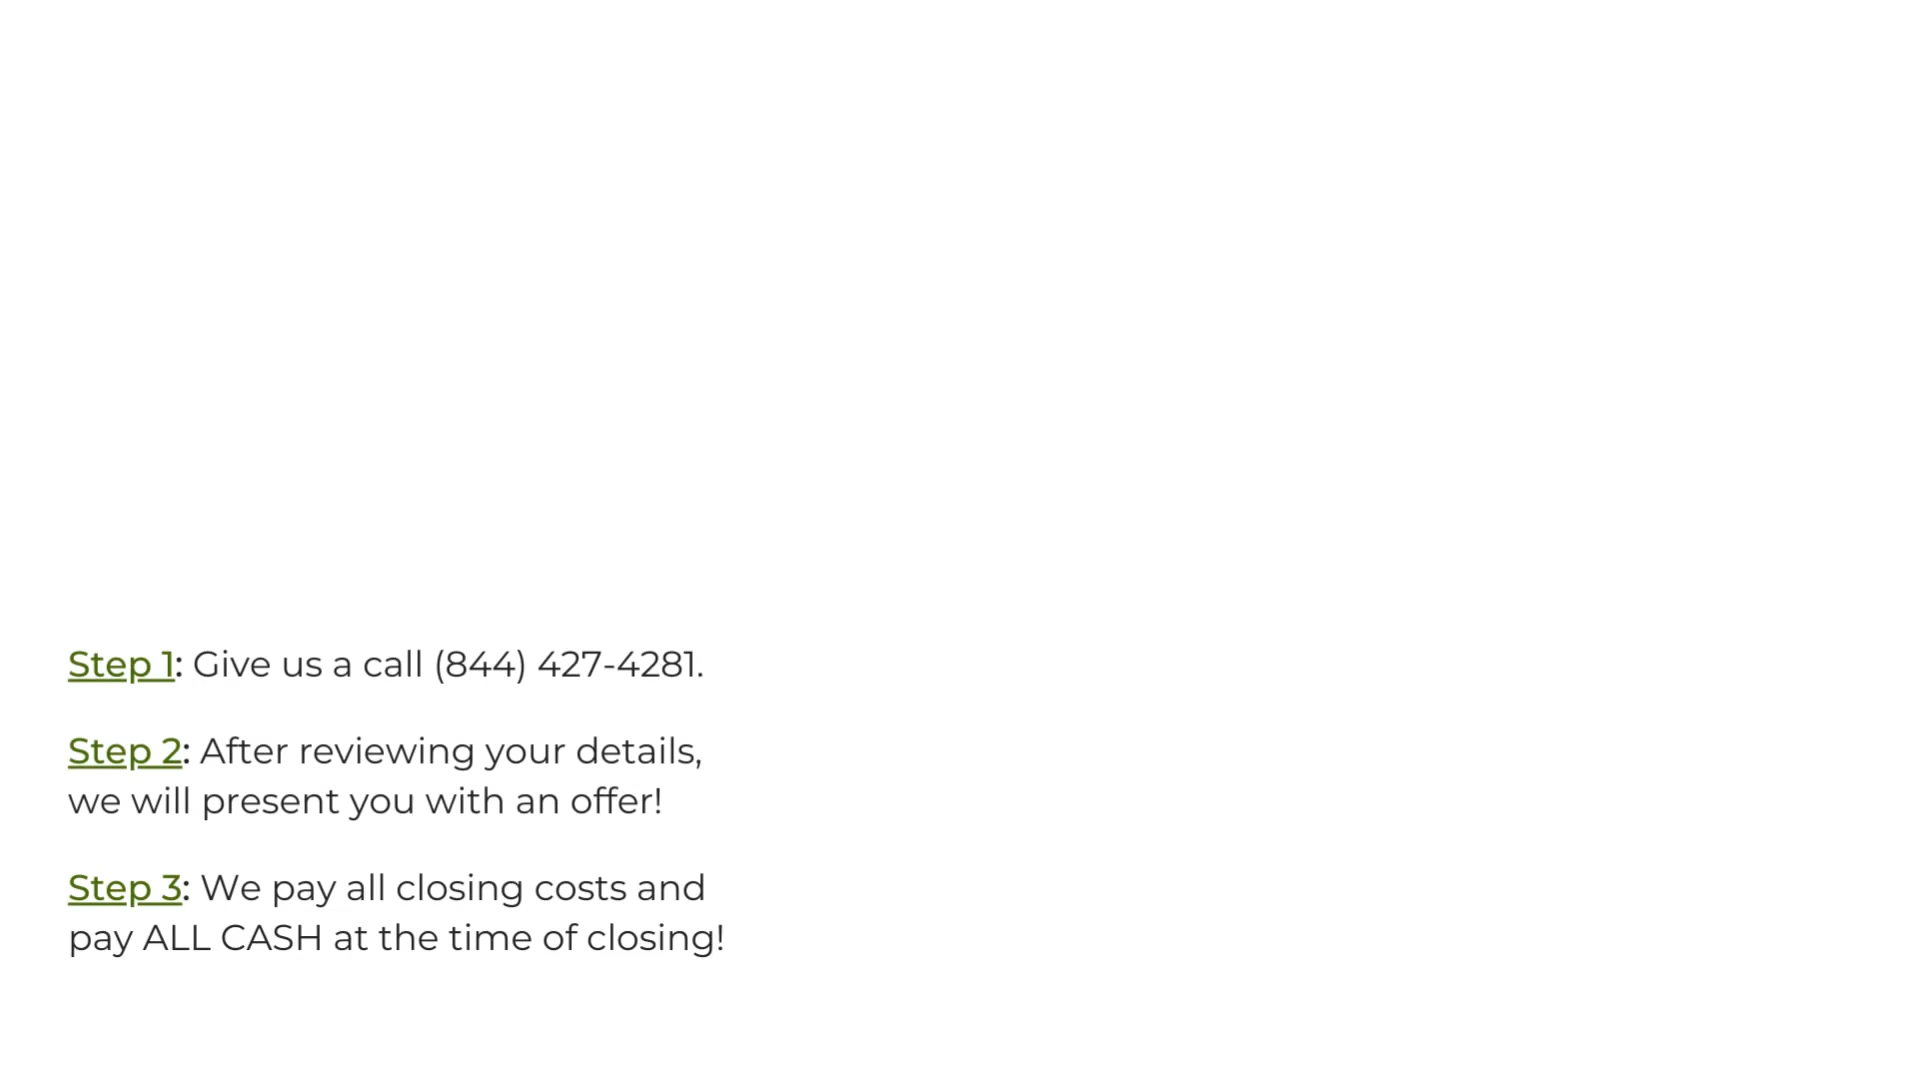 Step 1: Give us a call (844) 427-4281.
Step 2: After reviewing your details,
we will present you with an offer!
Step 3: We pay all closing costs and
pay ALL CASH at the time of closing!